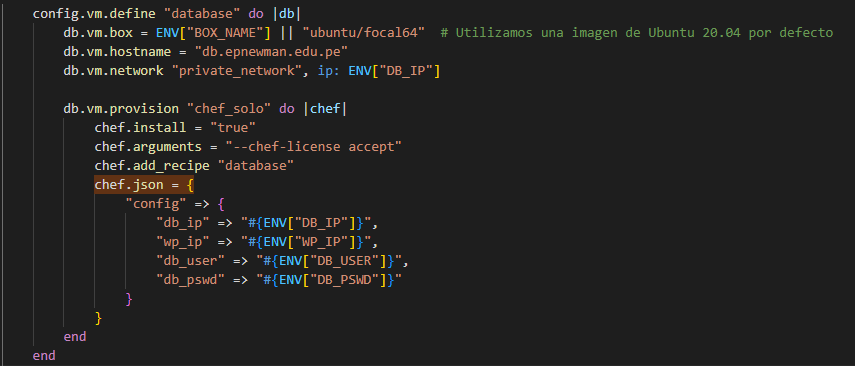 config.vm.define "database" do |db|
    db.vm.box = ENV["BOX_NAME"] || "ubuntu/focal64"  # Utilizamos una imagen de Ubuntu 20.04 por defecto
    db.vm.hostname = "db.epnewman.edu.pe"
    db.vm.network "private_network", ip: ENV["DB_IP"]

    db.vm.provision "chef_solo" do |chef|
        chef.install = "true"
        chef.arguments = "--chef-license accept"
        chef.add_recipe "database"
        chef.json = {
            "config" => {
                "db_ip" => "#{ENV["DB_IP"]}",
                "wp_ip" => "#{ENV["WP_IP"]}",
                "db_user" => "#{ENV["DB_USER"]}",
                "db_pswd" => "#{ENV["DB_PSWD"]}"
            }
        }
    end
end